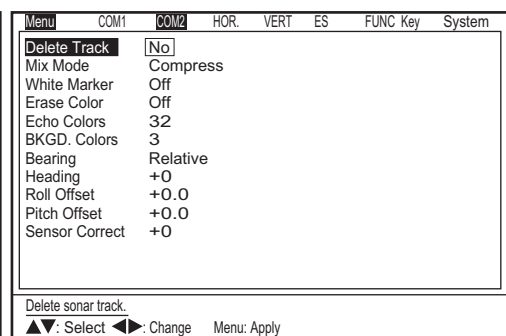 Menu COM1 COM2 HOR. VERT ES FUNC Key System
Delete Track No
Mix Mode Compress
White Marker Off
Erase Color Off
Echo Colors 32
BKGD. Colors 3
Bearing Relative
Heading +0
Roll Offset +0.0
Pitch Offset +0.0
Sensor Correct +0
Delete sonar track.
▲▼: Select ◀▶: Change Menu: Apply